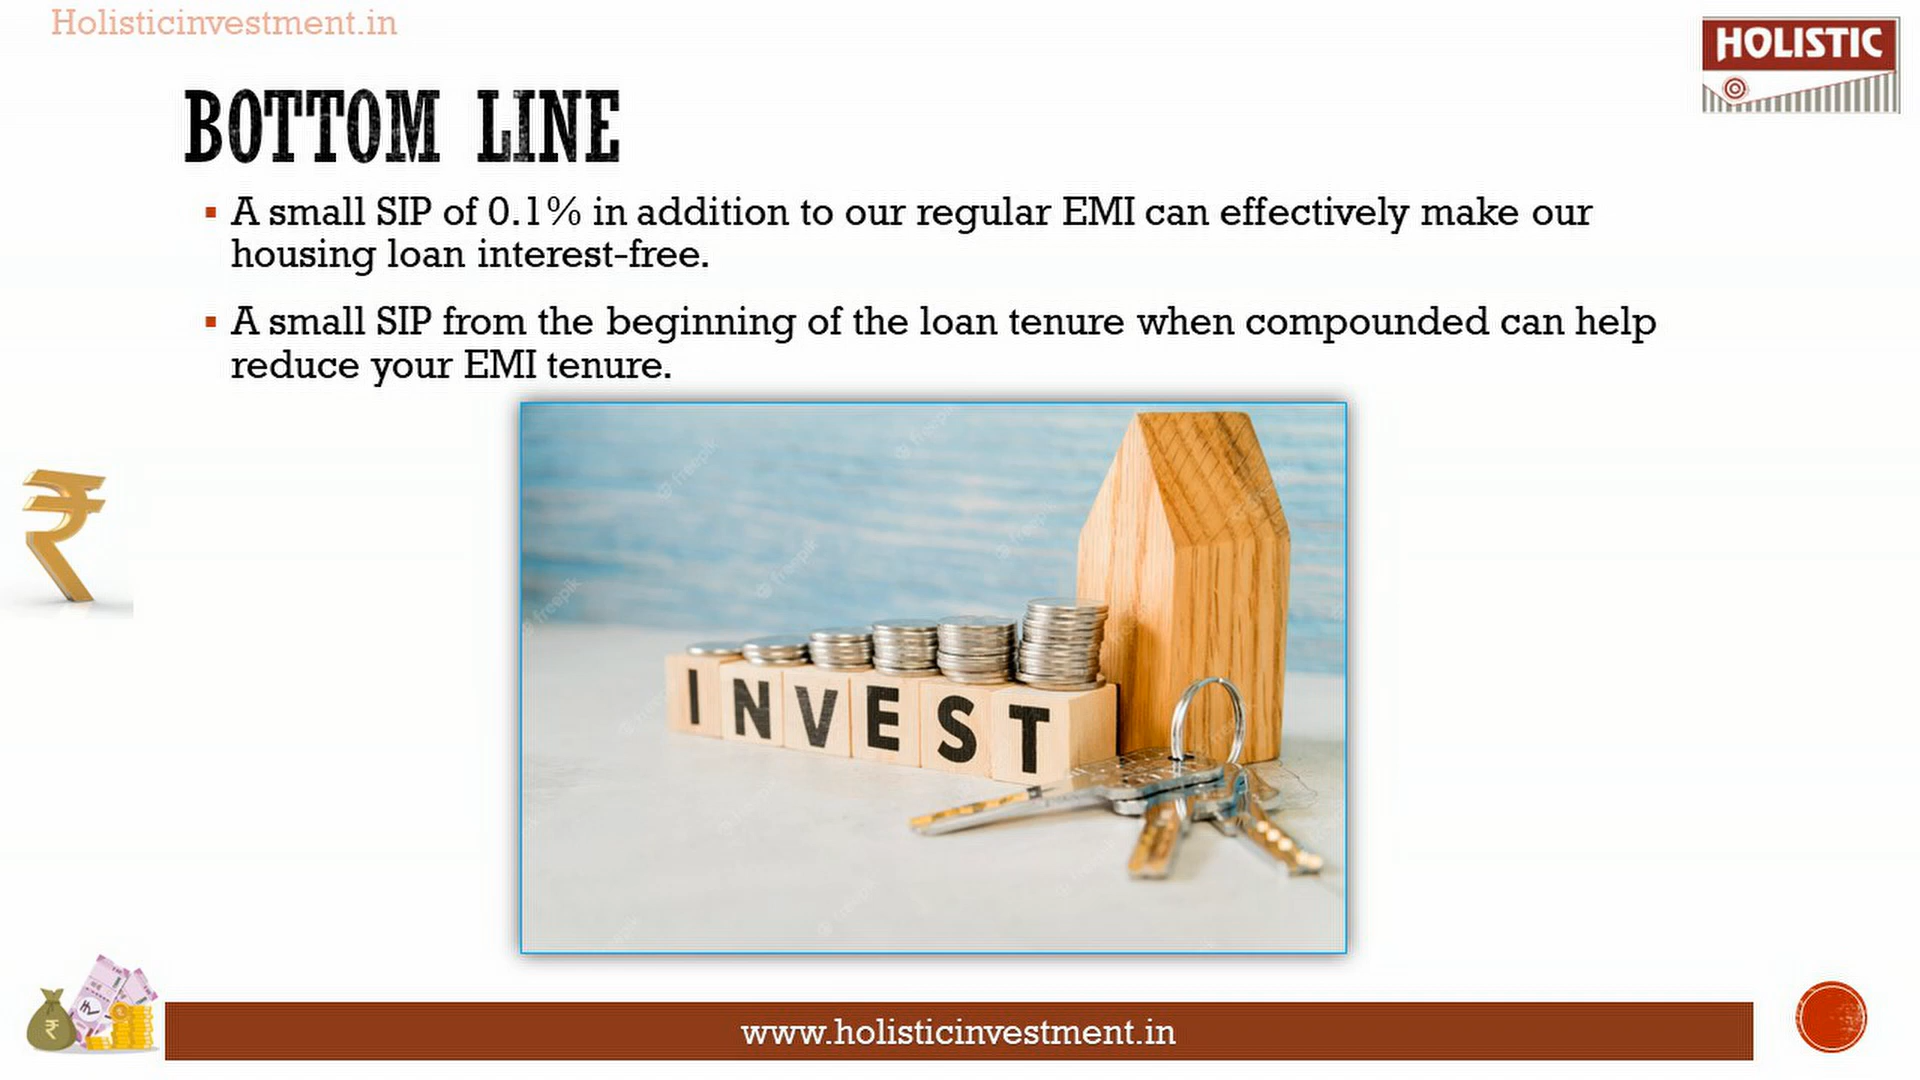 Holisticinvestment.in
HOLISTIC
BOTTOM LINE
A small SIP of 0.1% in addition to our regular EMI can effectively make our
housing loan interest-free.
A small SIP from the beginning of the loan tenure when compounded can help
reduce your EMI tenure.
INVEST
www.holisticinvestment.in